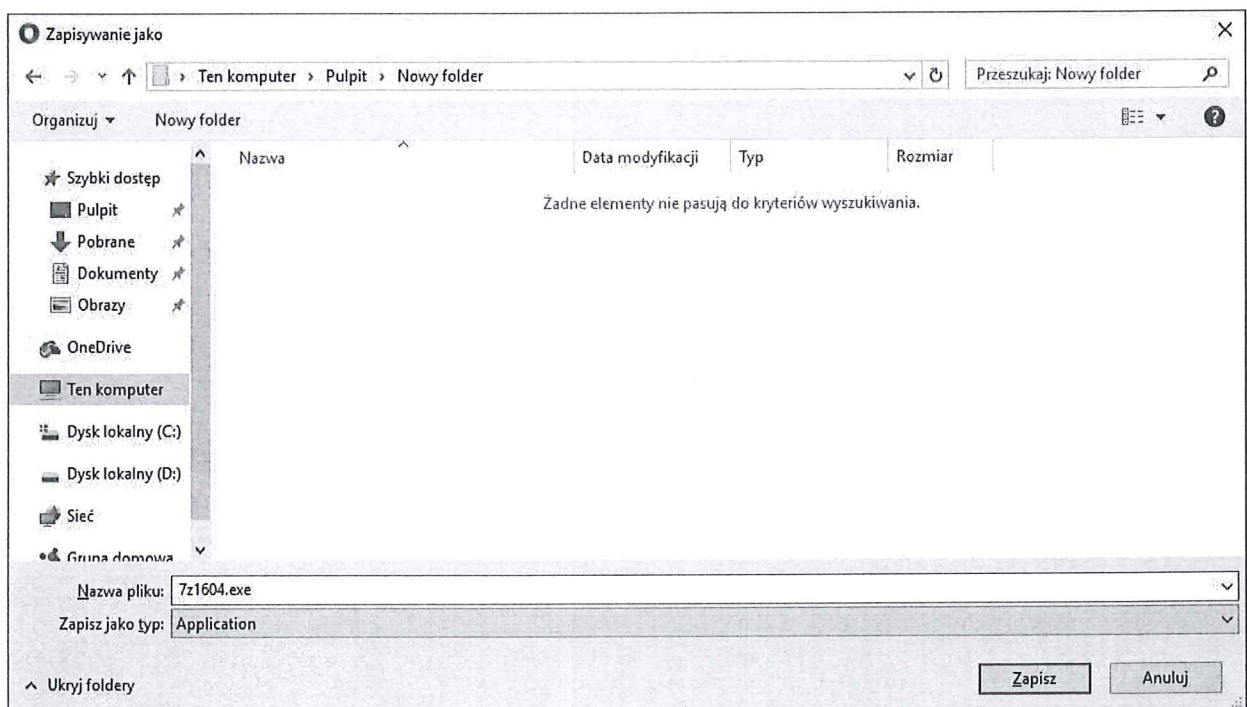 Zapisywanie jako
Ten komputer › Pulpit › Nowy folder
Przeszukaj: Nowy folder
Organizuj
Nowy folder
Nazwa
Data modyfikacji
Typ
Rozmiar
Żadne elementy nie pasują do kryteriów wyszukiwania.
Szybki dostęp
Pulpit
Pobrane
Dokumenty
Obrazy
OneDrive
Ten komputer
Dysk lokalny (C:)
Dysk lokalny (D:)
Sieć
Grupa domowa
Nazwa pliku: 7z1604.exe
Zapisz jako typ: Application
Ukryj foldery
Zapisz
Anuluj